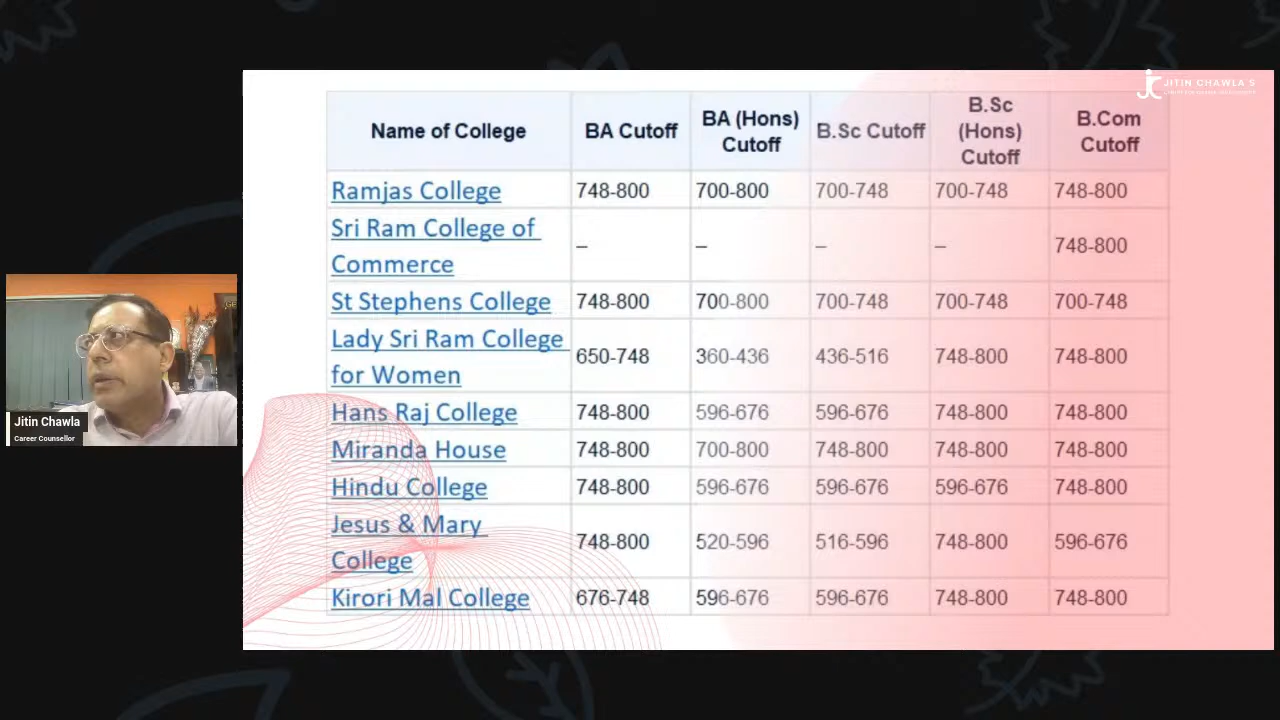 JITIN CHAWLA S
Name of College
BA Cutoff
BA (Hons)
Cutoff
B.Sc Cutoff
B.Sc
(Hons)
Cutoff
B.Com
Cutoff
Ramjas College
748-800
700-800
700-748
700-748
748-800
Sri Ram College of
Commerce
–
–
–
–
748-800
St Stephens College
748-800
700-800
700-748
700-748
700-748
Lady Sri Ram College
for Women
650-748
360-436
436-516
748-800
748-800
Hans Raj College
748-800
596-676
596-676
748-800
748-800
Miranda House
748-800
700-800
748-800
748-800
748-800
Hindu College
748-800
596-676
596-676
596-676
748-800
Jesus & Mary
College
748-800
520-596
516-596
748-800
596-676
Kirori Mal College
676-748
596-676
596-676
748-800
748-800
Jitin Chawla
Career Counsellor